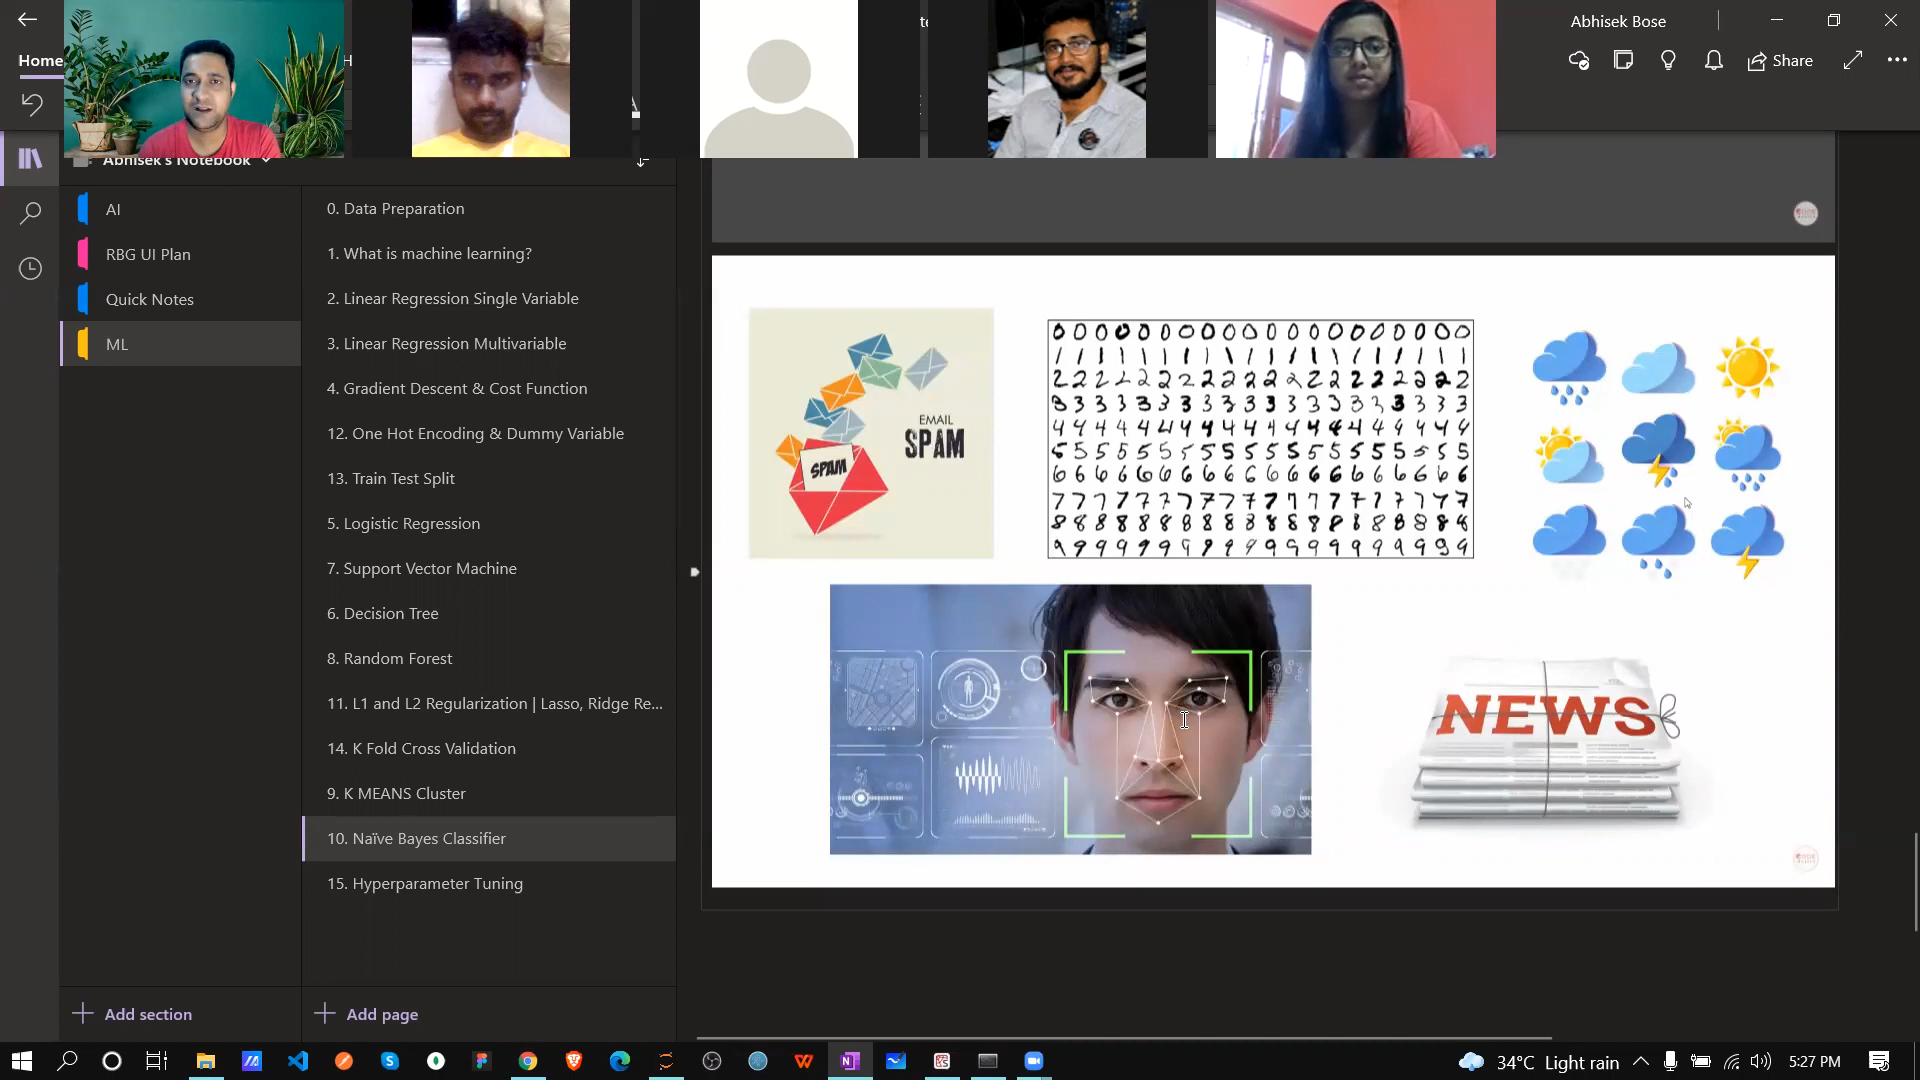 Abhisek Bose
Home
Share
Abhisek's Notebook
AI
RBG UI Plan
Quick Notes
ML
0. Data Preparation
1. What is machine learning?
2. Linear Regression Single Variable
3. Linear Regression Multivariable
4. Gradient Descent & Cost Function
12. One Hot Encoding & Dummy Variable
13. Train Test Split
5. Logistic Regression
7. Support Vector Machine
6. Decision Tree
8. Random Forest
11. L1 and L2 Regularization | Lasso, Ridge Re...
14. K Fold Cross Validation
9. K MEANS Cluster
10. Naïve Bayes Classifier
15. Hyperparameter Tuning
Add section
Add page
EMAIL
SPAM
SPAM
0 0 0 0 0 0 0 0 0 0 0 0 0 0 0 0 0 0 0 0
1 1 1 1 1 1 1 1 1 1 1 1 1 1 1 1 1 1 1 1
2 2 2 2 2 2 2 2 2 2 2 2 2 2 2 2 2 2 2 2
3 3 3 3 3 3 3 3 3 3 3 3 3 3 3 3 3 3 3 3
4 4 4 4 4 4 4 4 4 4 4 4 4 4 4 4 4 4 4 4
5 5 5 5 5 5 5 5 5 5 5 5 5 5 5 5 5 5 5 5
6 6 6 6 6 6 6 6 6 6 6 6 6 6 6 6 6 6 6 6
7 7 7 7 7 7 7 7 7 7 7 7 7 7 7 7 7 7 7 7
8 8 8 8 8 8 8 8 8 8 8 8 8 8 8 8 8 8 8 8
9 9 9 9 9 9 9 9 9 9 9 9 9 9 9 9 9 9 9 9
NEWS
34°C Light rain
5:27 PM